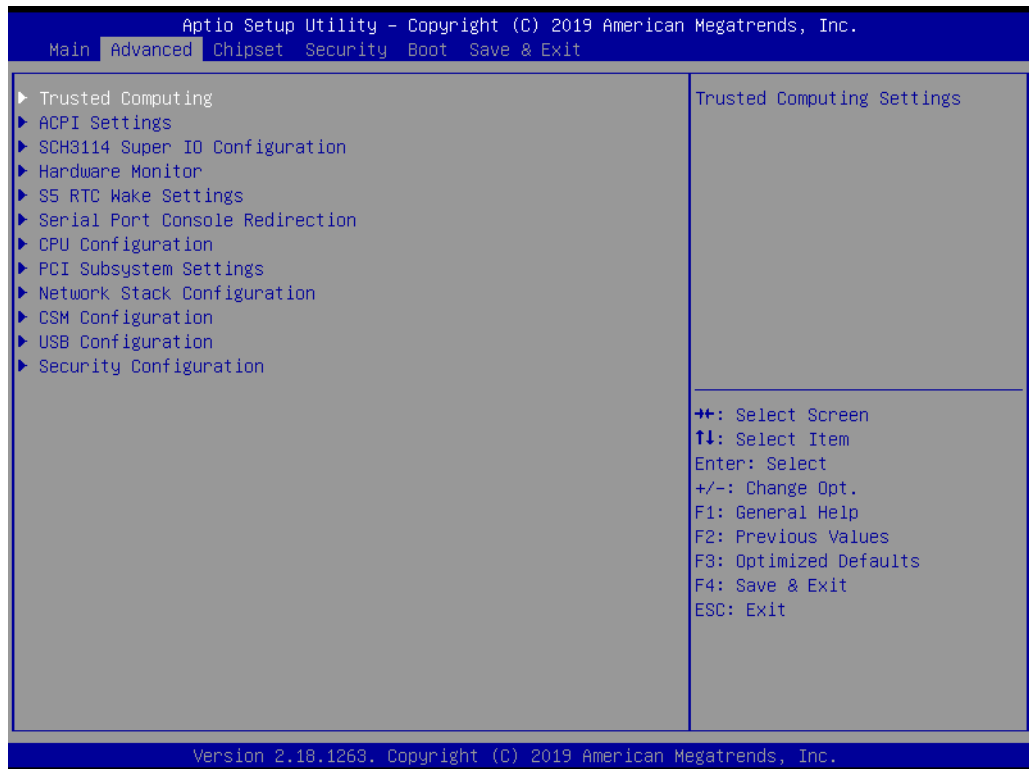 Aptio Setup Utility – Copyright (C) 2019 American Megatrends, Inc.
Main Advanced Chipset Security Boot Save & Exit
Trusted Computing
ACPI Settings
SCH3114 Super IO Configuration
Hardware Monitor
S5 RTC Wake Settings
Serial Port Console Redirection
CPU Configuration
PCI Subsystem Settings
Network Stack Configuration
CSM Configuration
USB Configuration
Security Configuration
Trusted Computing Settings
→←: Select Screen
↑↓: Select Item
Enter: Select
+/-: Change Opt.
F1: General Help
F2: Previous Values
F3: Optimized Defaults
F4: Save & Exit
ESC: Exit
Version 2.18.1263. Copyright (C) 2019 American Megatrends, Inc.